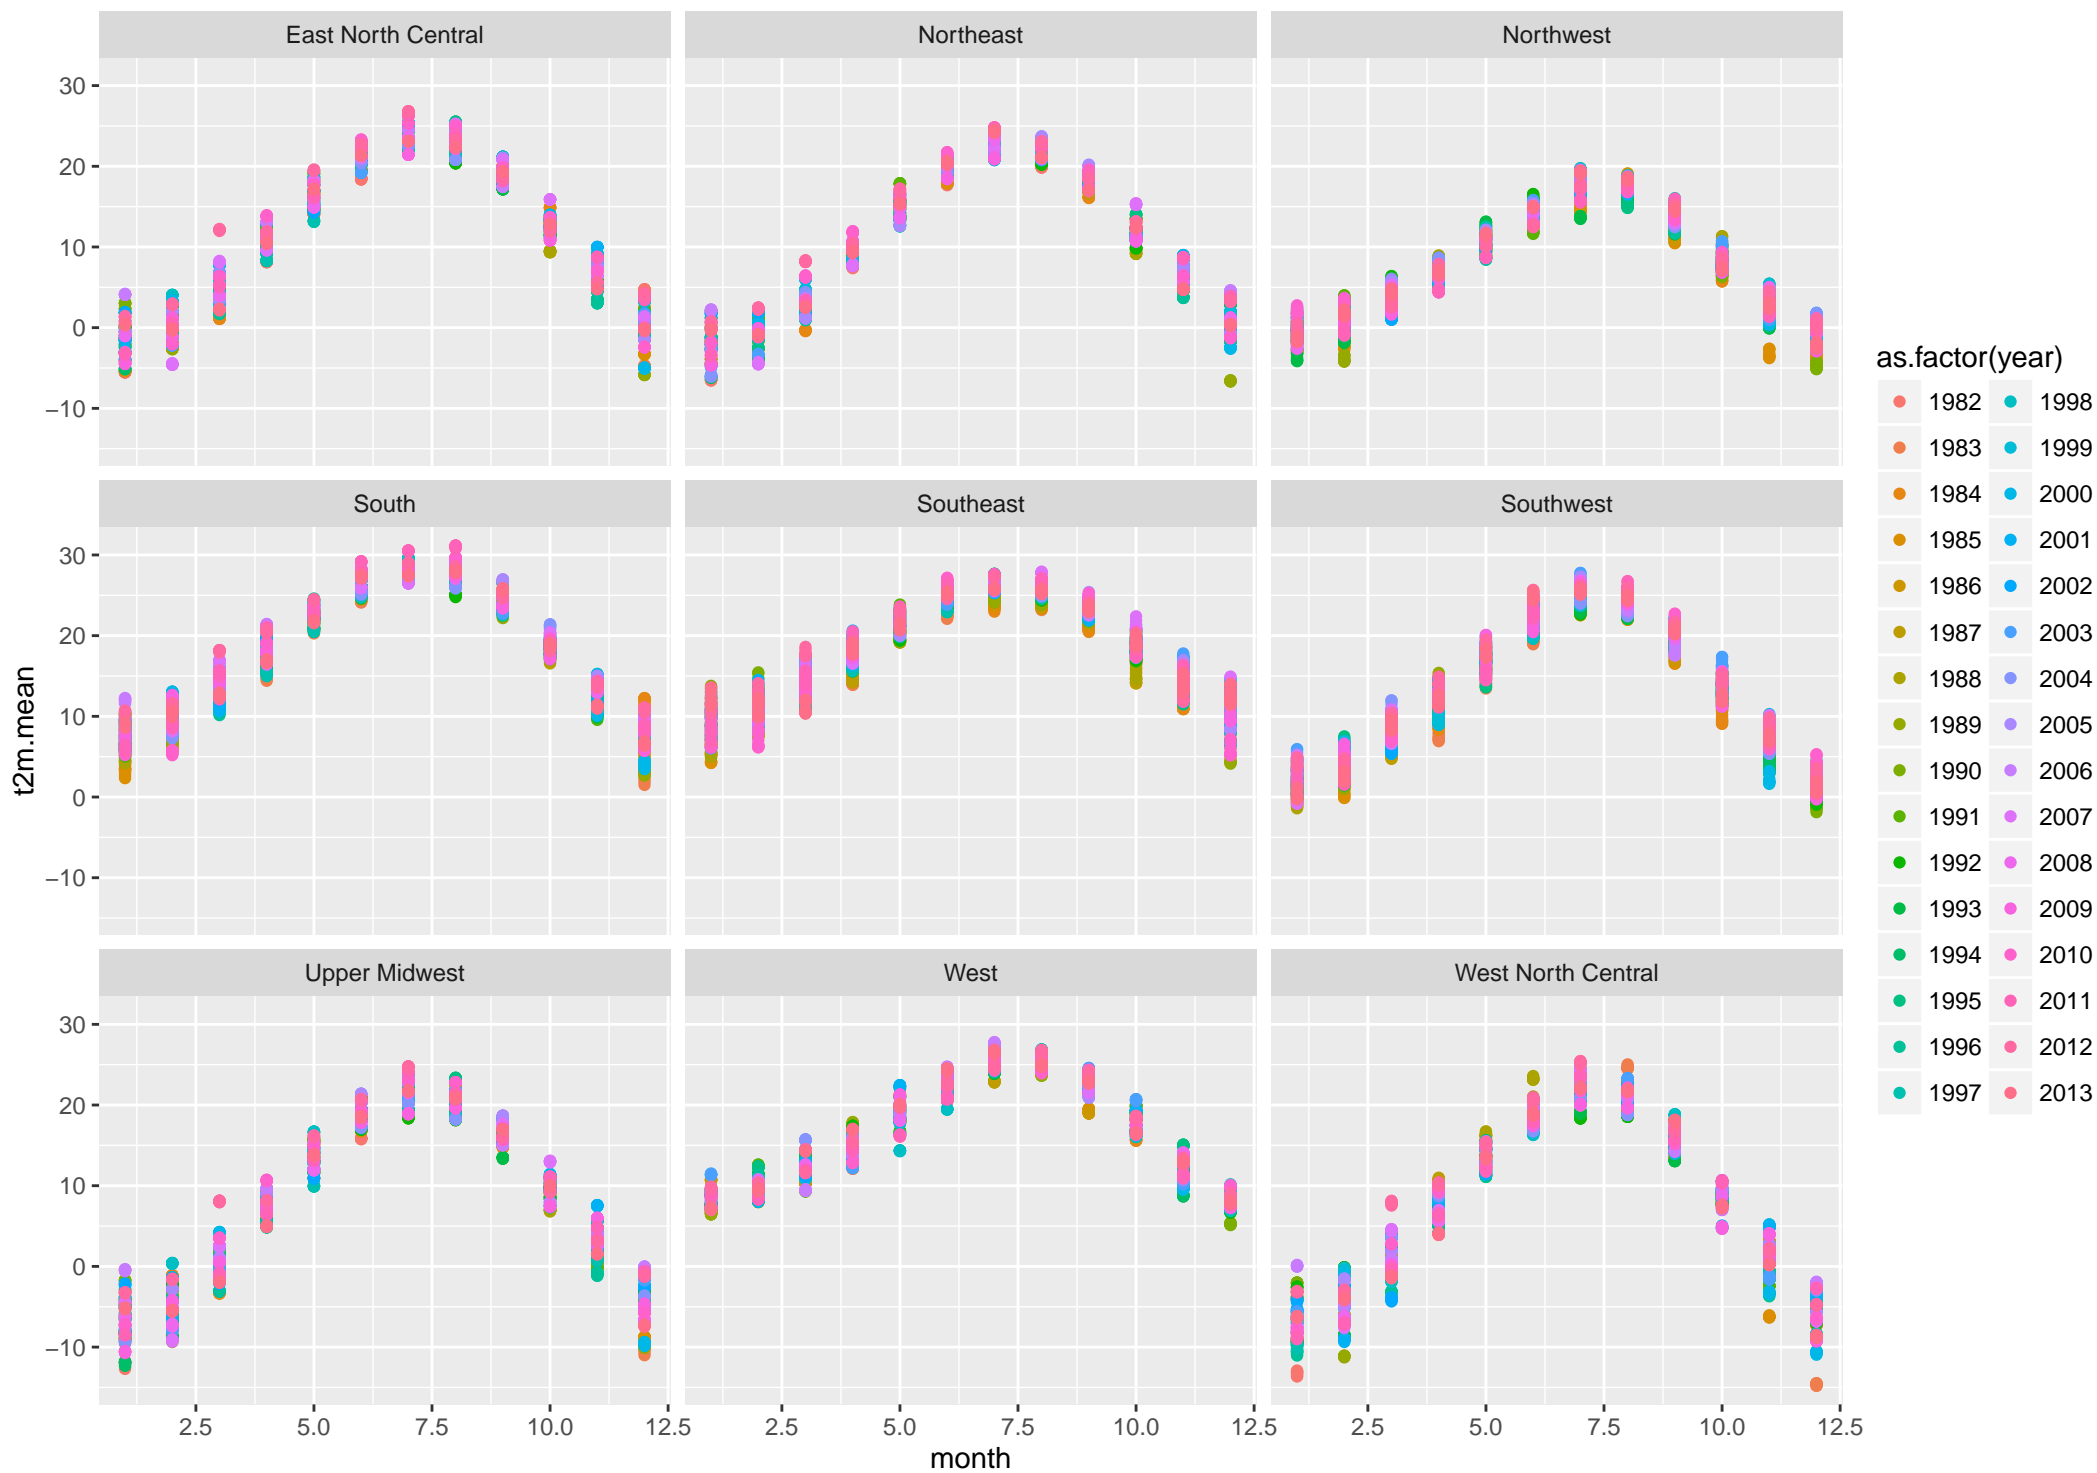 East North Central
Northeast
Northwest
30
20
10
0
−10
South
Southeast
Southwest
30
20
10
0
−10
t2m.mean
Upper Midwest
West
West North Central
30
20
10
0
−10
2.5 5.0 7.5 10.0 12.5
2.5 5.0 7.5 10.0 12.5
2.5 5.0 7.5 10.0 12.5
month
as.factor(year)
1982 1998
1983 1999
1984 2000
1985 2001
1986 2002
1987 2003
1988 2004
1989 2005
1990 2006
1991 2007
1992 2008
1993 2009
1994 2010
1995 2011
1996 2012
1997 2013